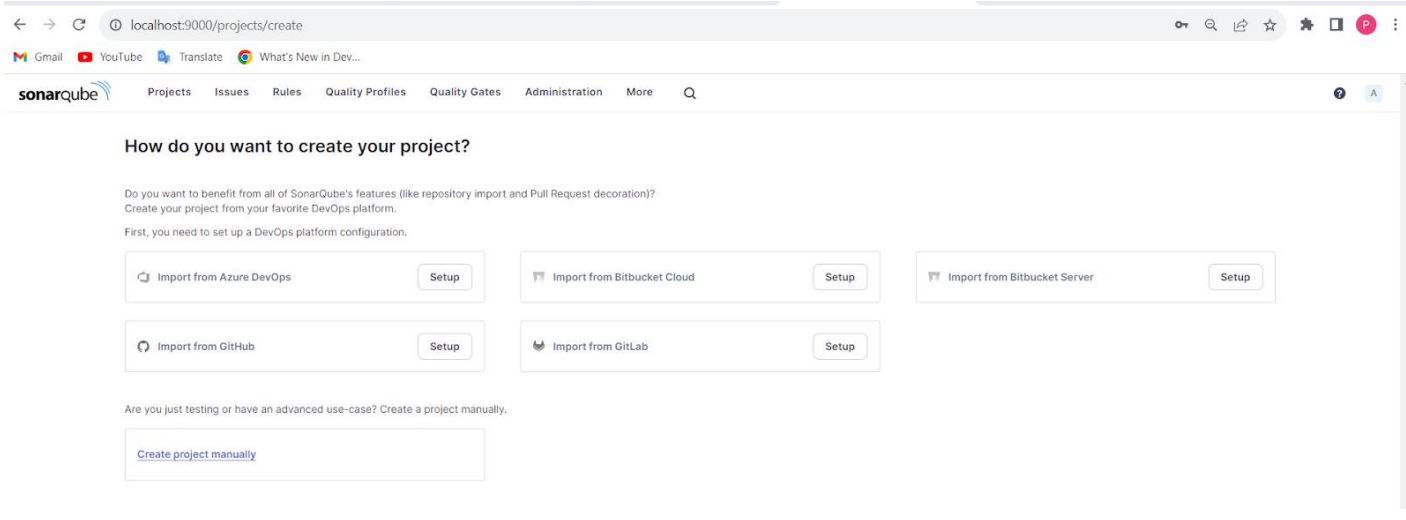 localhost:9000/projects/create
P
Gmail YouTube Translate What's New in Dev...
sonarqube Projects Issues Rules Quality Profiles Quality Gates Administration More ? A
How do you want to create your project?
Do you want to benefit from all of SonarQube's features (like repository import and Pull Request decoration)?
Create your project from your favorite DevOps platform.
First, you need to set up a DevOps platform configuration.
Import from Azure DevOps Setup Import from Bitbucket Cloud Setup Import from Bitbucket Server Setup
Import from GitHub Setup Import from GitLab Setup
Are you just testing or have an advanced use-case? Create a project manually.
Create project manually